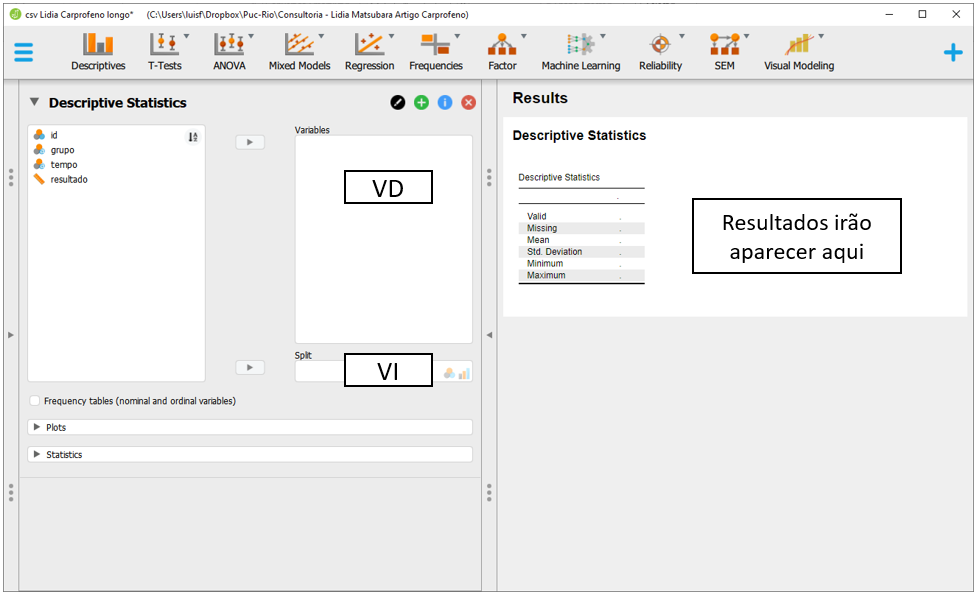 csv Lidia Carprofeno longo* (C:\Users\luisf\Dropbox\Puc-Rio\Consultoria - Lidia Matsubara Artigo Carprofeno)
Descriptives T-Tests ANOVA Mixed Models Regression Frequencies Factor Machine Learning Reliability SEM Visual Modeling
Descriptive Statistics
id
grupo
tempo
resultado
Variables
VD
Split
VI
Frequency tables (nominal and ordinal variables)
Plots
Statistics
Results
Descriptive Statistics
Descriptive Statistics
.
Valid .
Missing .
Mean .
Std. Deviation .
Minimum .
Maximum .
Resultados irão
aparecer aqui